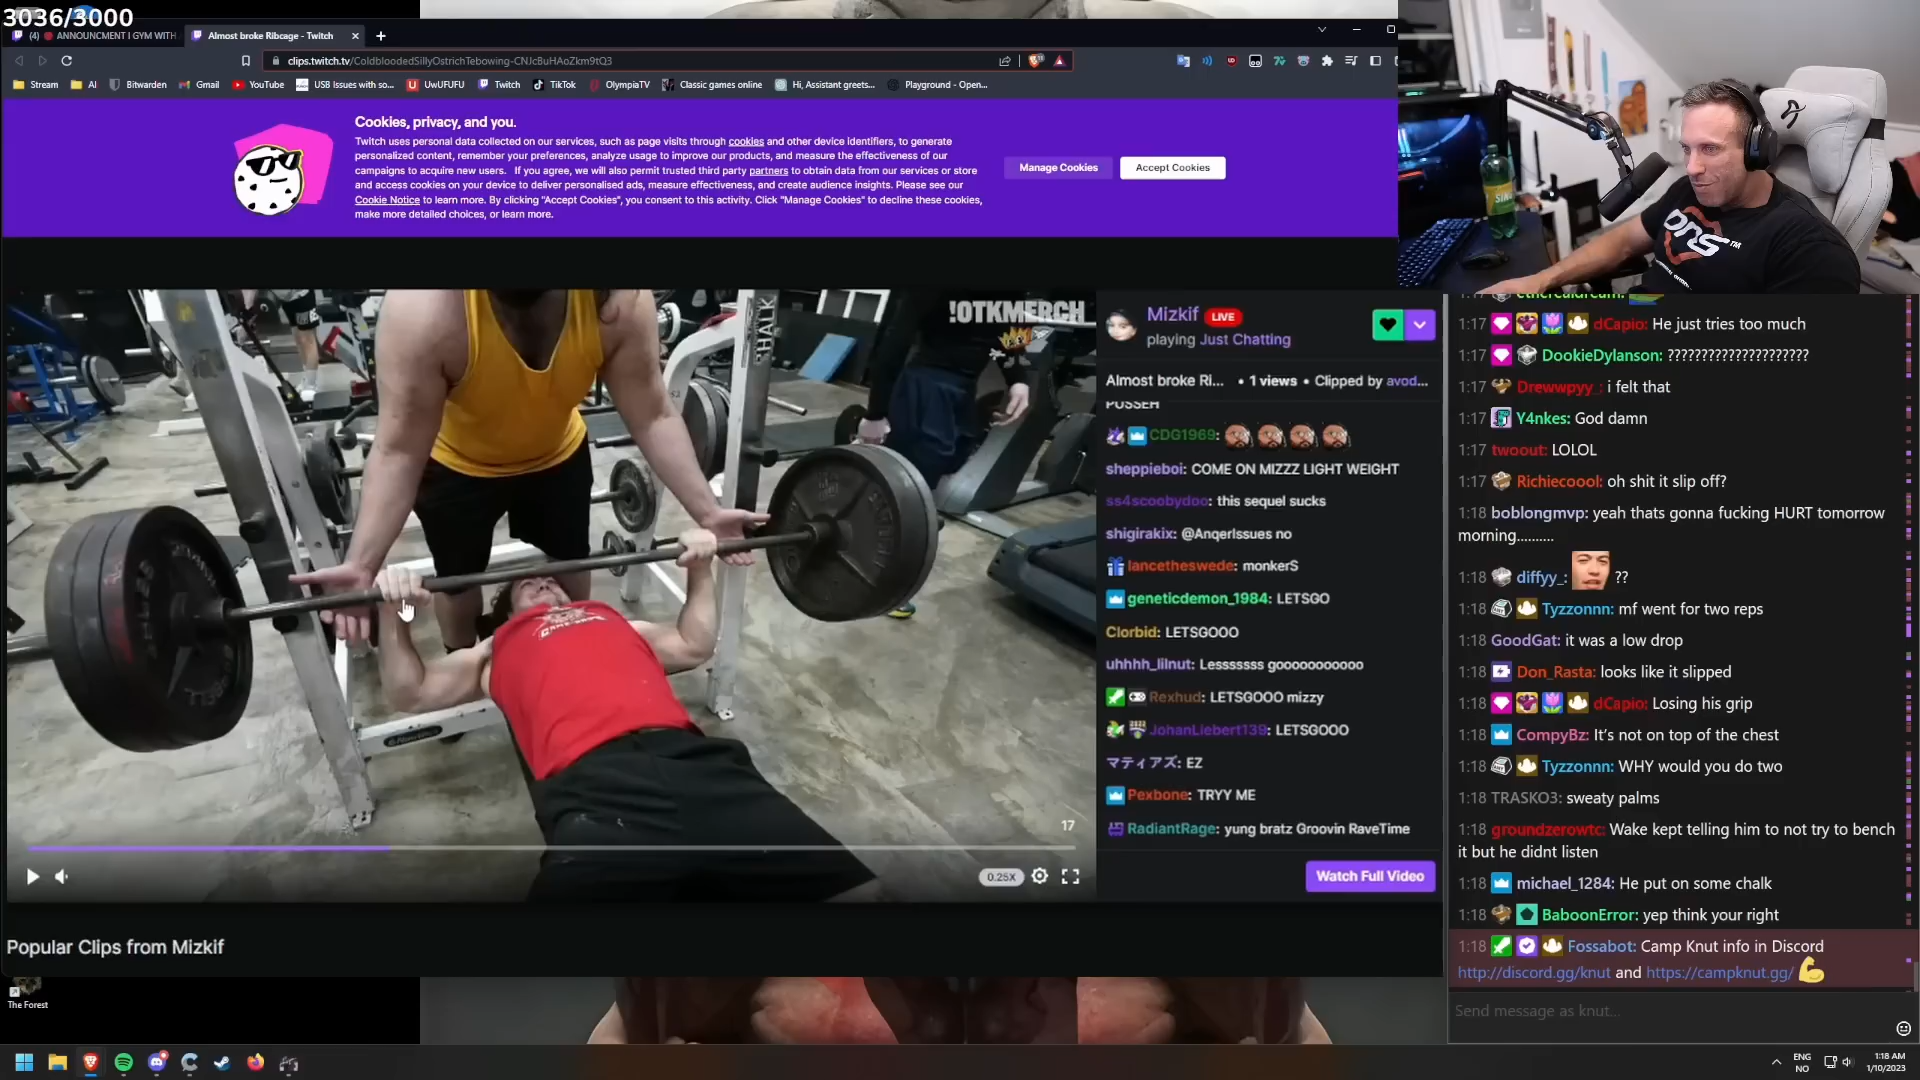 3036/3000
(4) ANNOUNCMENT I GYM WITH
Almost broke Ribcage - Twitch
clips.twitch.tv/ColdbloodedSillyOstrichTebowing-CNJcBuHAoZkm9tQ3
Stream
AI
Bitwarden
Gmail
YouTube
USB Issues with so...
UwUFUFU
Twitch
TikTok
OlympiaTV
Classic games online
Hi, Assistant greets...
Playground - Open...
Cookies, privacy, and you.
Twitch uses personal data collected on our services, such as page visits through cookies and other device identifiers, to generate
personalized content, remember your preferences, analyze usage to improve our products, and measure the effectiveness of our
campaigns to acquire new users. If you agree, we will also permit trusted third party partners to obtain data from our services or store
and access cookies on your device to deliver personalised ads, measure effectiveness, and create audience insights. Please see our
Cookie Notice to learn more. By clicking "Accept Cookies", you consent to this activity. Click "Manage Cookies" to decline these cookies,
make more detailed choices, or learn more.
Manage Cookies
Accept Cookies
!OTKMERCH
CHALK
17
0.25X
Mizkif LIVE
playing Just Chatting
Almost broke Ri... • 1 views • Clipped by avod...
PUSSEH
CDG1969:
sheppieboi: COME ON MIZZZ LIGHT WEIGHT
ss4scoobydoo: this sequel sucks
shigirakix: @AnqerIssues no
lancetheswede: monkerS
geneticdemon_1984: LETSGO
Clorbid: LETSGOOO
uhhhh_lilnut: Lesssssss gooooooooooo
Rexhud: LETSGOOO mizzy
JohanLiebert139: LETSGOOO
マティアズ: EZ
Pexbone: TRYY ME
RadiantRage: yung bratz Groovin RaveTime
Watch Full Video
Popular Clips from Mizkif
The Forest
DNS™
1:17 etherealdream:
1:17 dCapio: He just tries too much
1:17 DookieDylanson: ????????????????????
1:17 Drewwpyy_: i felt that
1:17 Y4nkes: God damn
1:17 twoout: LOLOL
1:17 Richiecoool: oh shit it slip off?
1:18 boblongmvp: yeah thats gonna fucking HURT tomorrow
morning..........
1:18 diffyy_: ??
1:18 Tyzzonnn: mf went for two reps
1:18 GoodGat: it was a low drop
1:18 Don_Rasta: looks like it slipped
1:18 dCapio: Losing his grip
1:18 CompyBz: It's not on top of the chest
1:18 Tyzzonnn: WHY would you do two
1:18 TRASKO3: sweaty palms
1:18 groundzerowtc: Wake kept telling him to not try to bench
it but he didnt listen
1:18 michael_1284: He put on some chalk
1:18 BaboonError: yep think your right
1:18 Fossabot: Camp Knut info in Discord
http://discord.gg/knut and https://campknut.gg/
Send message as knut...
ENG
NO
1:18 AM
1/10/2023